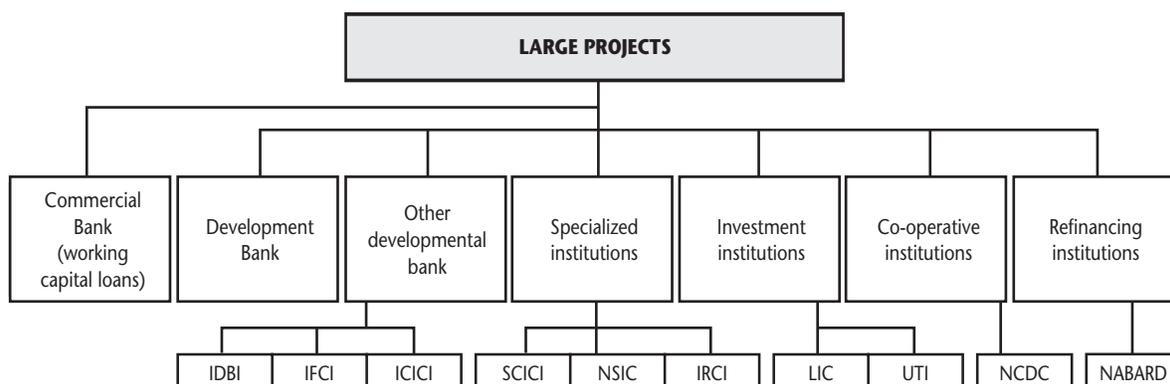 LARGE PROJECTS
Commercial
Bank
(working
capital loans)
Development
Bank
Other
developmental
bank
Specialized
institutions
Investment
institutions
Co-operative
institutions
Refinancing
institutions
IDBI
IFCI
ICICI
SCICI
NSIC
IRCI
LIC
UTI
NCDC
NABARD